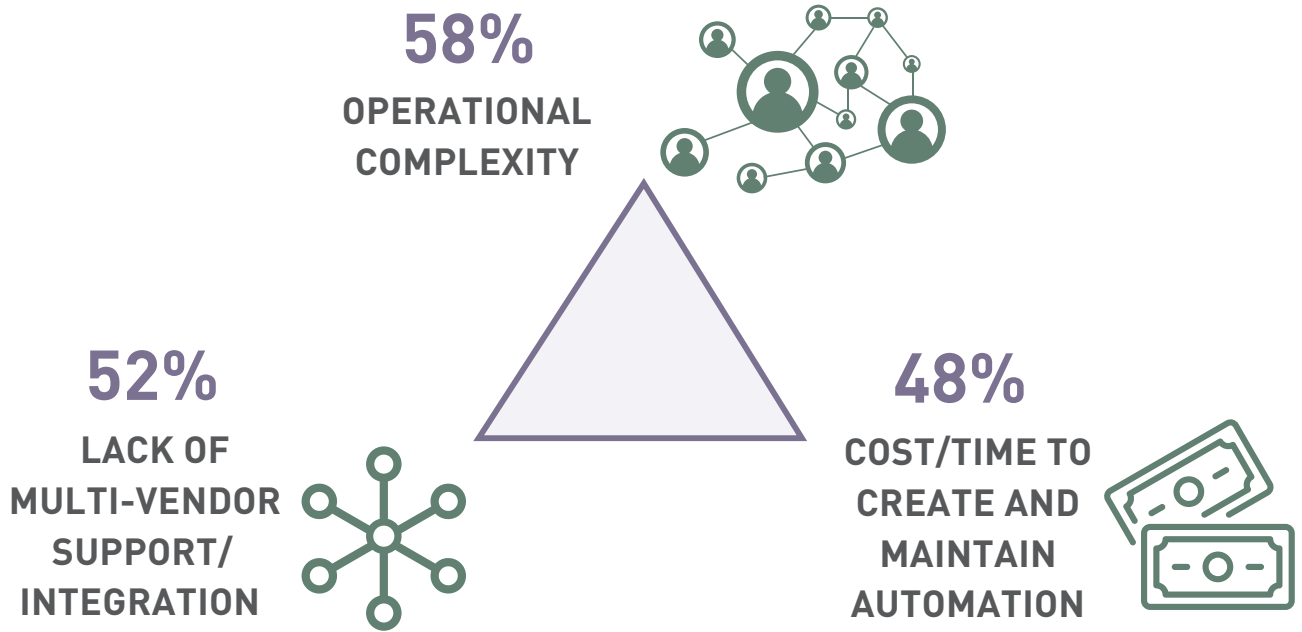 58%
OPERATIONAL
COMPLEXITY
52%
LACK OF
MULTI-VENDOR
SUPPORT/
INTEGRATION
48%
COST/TIME TO
CREATE AND
MAINTAIN
AUTOMATION